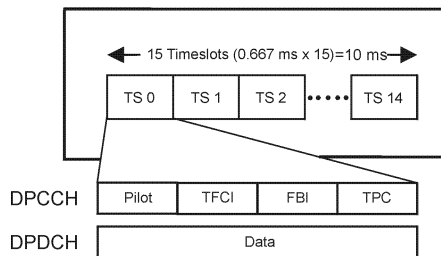 15 Timeslots (0.667 ms x 15)=10 ms
TS 0 TS 1 TS 2 ..... TS 14
DPCCH Pilot TFCI FBI TPC
DPDCH Data